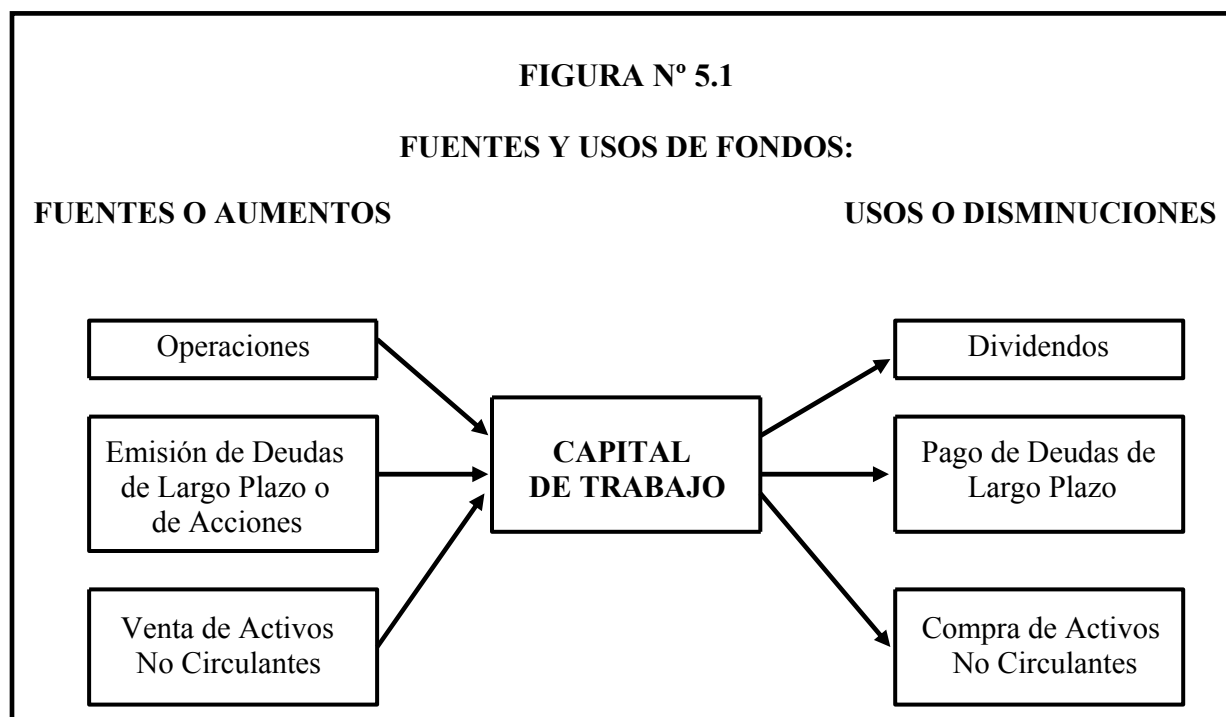 FIGURA Nº 5.1
FUENTES Y USOS DE FONDOS:
FUENTES O AUMENTOS
USOS O DISMINUCIONES
Operaciones
Emisión de Deudas
de Largo Plazo o
de Acciones
Venta de Activos
No Circulantes
CAPITAL
DE TRABAJO
Dividendos
Pago de Deudas de
Largo Plazo
Compra de Activos
No Circulantes